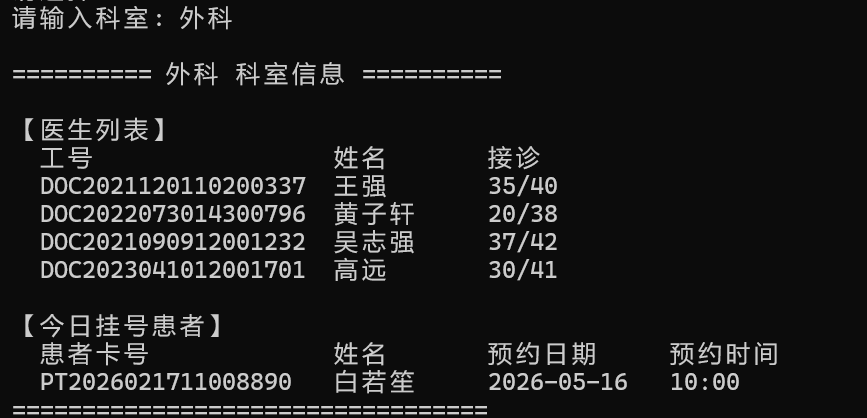 请输入科室: 外科
========== 外科 科室信息 ==========
【医生列表】
工号 姓名 接诊
DOC2021120110200337 王强 35/40
DOC2022073014300796 黄子轩 20/38
DOC2021090912001232 吴志强 37/42
DOC2023041012001701 高远 30/41
【今日挂号患者】
患者卡号 姓名 预约日期 预约时间
PT2026021711008890 白若笙 2026-05-16 10:00
==================================